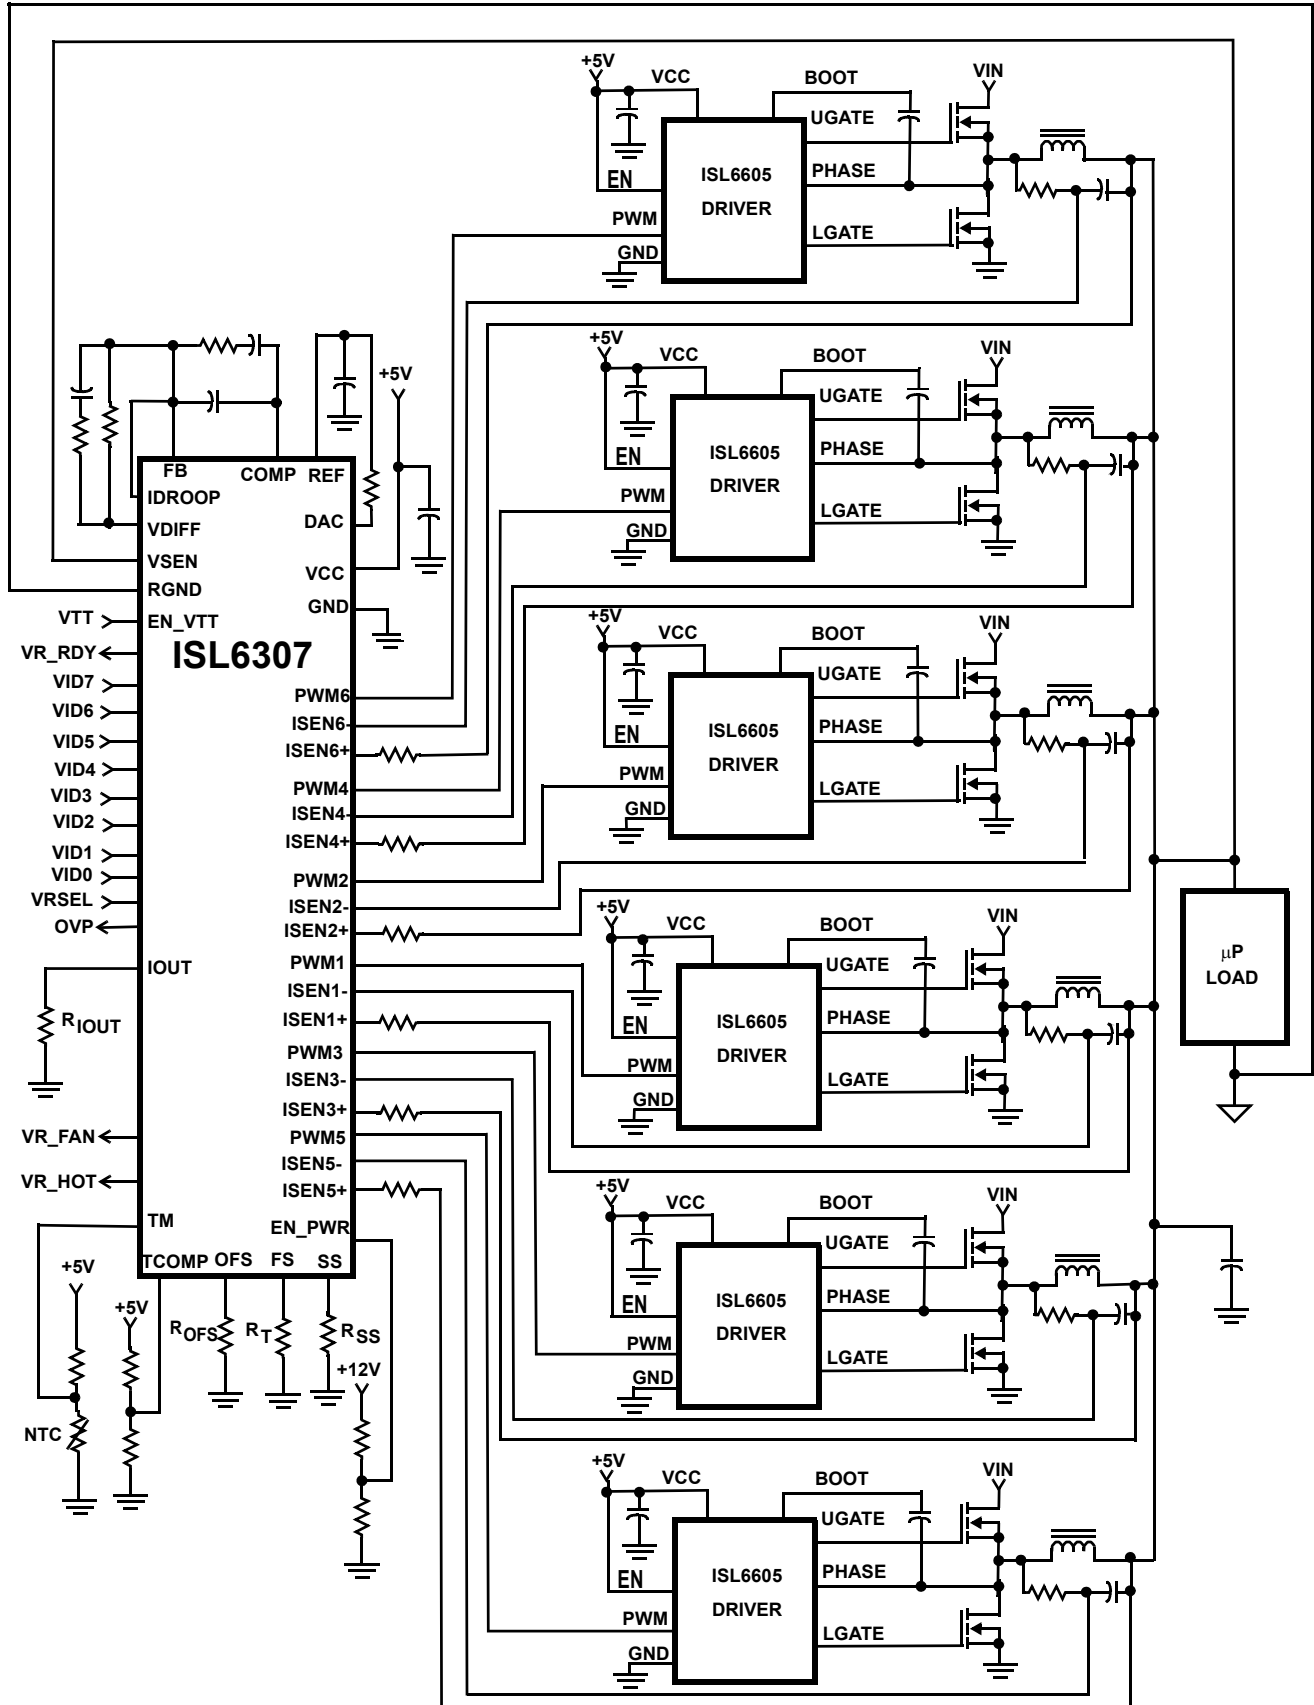 +5V
VCC
BOOT
VIN
UGATE
EN
ISL6605
DRIVER
PHASE
PWM
LGATE
GND
+5V
VCC
BOOT
VIN
UGATE
EN
ISL6605
DRIVER
PHASE
PWM
LGATE
GND
+5V
VCC
BOOT
VIN
UGATE
EN
ISL6605
DRIVER
PHASE
PWM
LGATE
GND
+5V
VCC
BOOT
VIN
UGATE
EN
ISL6605
DRIVER
PHASE
PWM
LGATE
GND
+5V
VCC
BOOT
VIN
UGATE
EN
ISL6605
DRIVER
PHASE
PWM
LGATE
GND
+5V
VCC
BOOT
VIN
UGATE
EN
ISL6605
DRIVER
PHASE
PWM
LGATE
GND
+5V
FB
COMP
REF
IDROOP
VDIFF
DAC
VSEN
VCC
RGND
GND
VTT
EN_VTT
ISL6307
VR_RDY
VID7
VID6
VID5
VID4
VID3
VID2
VID1
VID0
VRSEL
OVP
IOUT
RIOUT
VR_FAN
VR_HOT
TM
PWM6
ISEN6-
ISEN6+
PWM4
ISEN4-
ISEN4+
PWM2
ISEN2-
ISEN2+
PWM1
ISEN1-
ISEN1+
PWM3
ISEN3-
ISEN3+
PWM5
ISEN5-
ISEN5+
EN_PWR
TCOMP
OFS
FS
SS
+5V
+5V
ROFS
RT
RSS
+12V
NTC
μP
LOAD